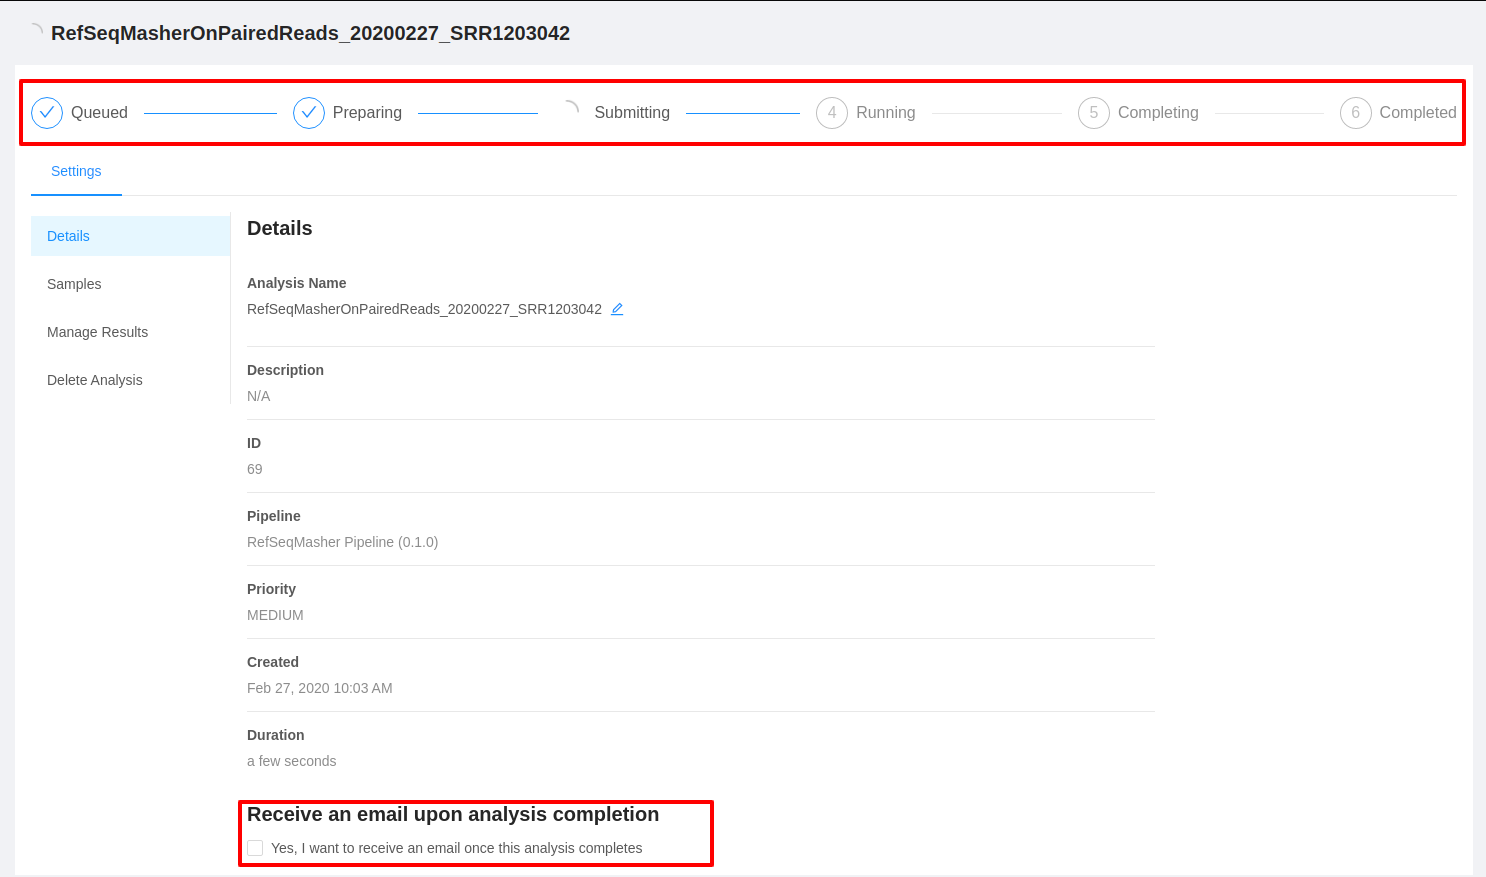 RefSeqMasherOnPairedReads_20200227_SRR1203042
Queued Preparing Submitting 4 Running 5 Completing 6 Completed
Settings
Details
Samples
Manage Results
Delete Analysis
Details
Analysis Name
RefSeqMasherOnPairedReads_20200227_SRR1203042
Description
N/A
ID
69
Pipeline
RefSeqMasher Pipeline (0.1.0)
Priority
MEDIUM
Created
Feb 27, 2020 10:03 AM
Duration
a few seconds
Receive an email upon analysis completion
Yes, I want to receive an email once this analysis completes